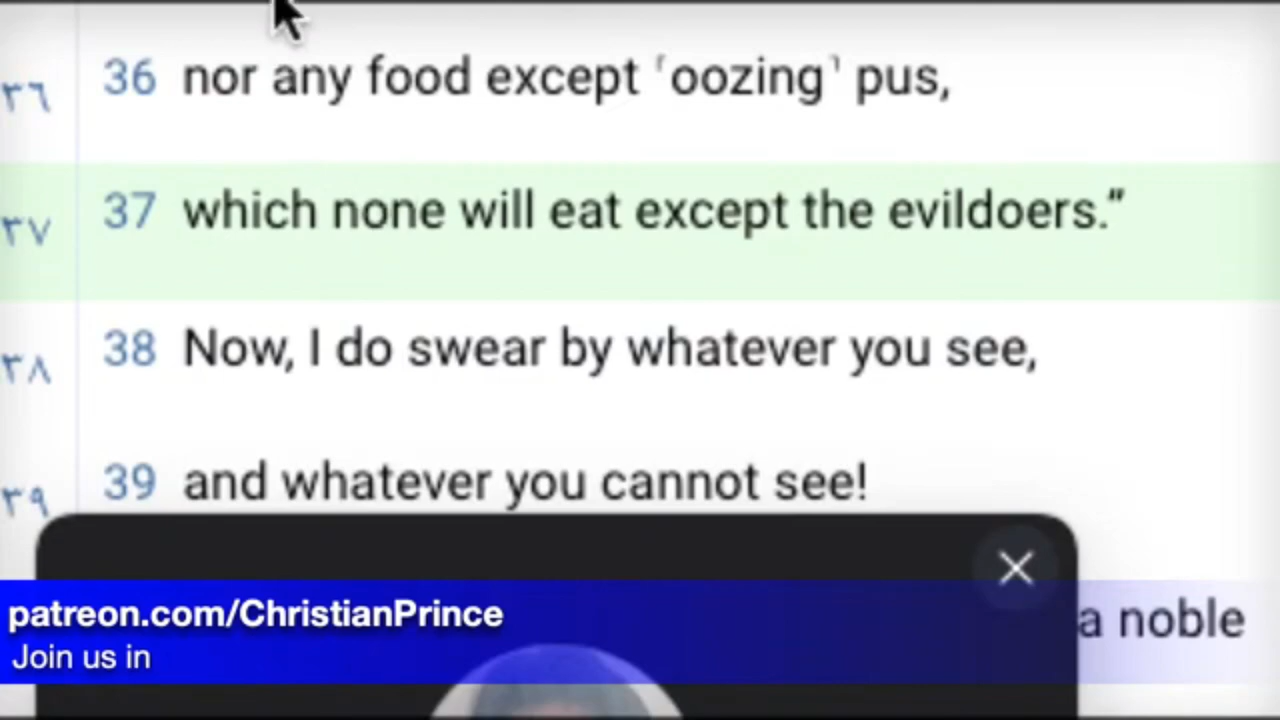 ٣٦ 36 nor any food except ˹oozing˺ pus,
٣٧ 37 which none will eat except the evildoers.”
٣٨ 38 Now, I do swear by whatever you see,
٣٩ 39 and whatever you cannot see!
a noble
patreon.com/ChristianPrince
Join us in